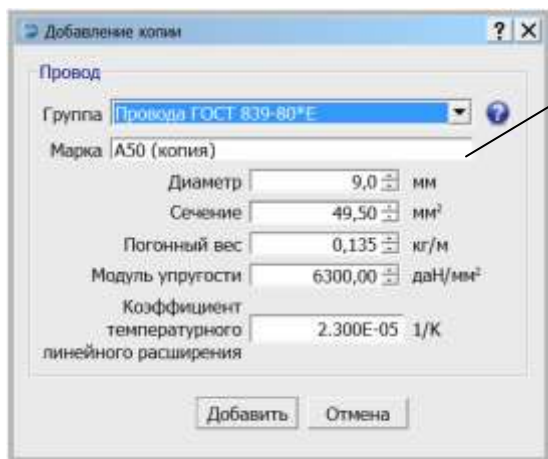 Добавление копии
Провод
Группа Провода ГОСТ 839-80*Е
Марка А50 (копия)
Диаметр 9,0 мм
Сечение 49,50 мм²
Погонный вес 0,135 кг/м
Модуль упругости 6300,00 даН/мм²
Коэффициент
температурного 2.300E-05 1/К
линейного расширения
Добавить Отмена